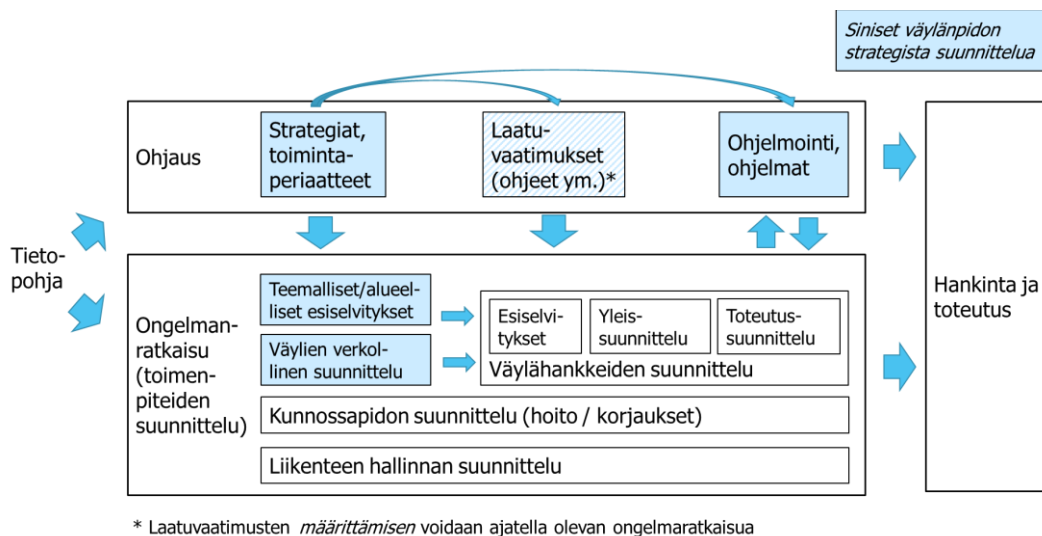 Siniset väylänpidon
strategista suunnittelua
Ohjaus
Strategiat,
toiminta-
periaatteet
Laatu-
vaatimukset
(ohjeet ym.)*
Ohjelmointi,
ohjelmat
Tieto-
pohja
Hankinta ja
toteutus
Ongelman-
ratkaisu
(toimen-
piteiden
suunnittelu)
Teemalliset/alueel-
liset esiselvitykset
Väylien verkol-
linen suunnittelu
Esiselvi-
tykset
Yleis-
suunnittelu
Toteutus-
suunnittelu
Väylähankkeiden suunnittelu
Kunnossapidon suunnittelu (hoito / korjaukset)
Liikenteen hallinnan suunnittelu
* Laatuvaatimusten määrittämisen voidaan ajatella olevan ongelmaratkaisua